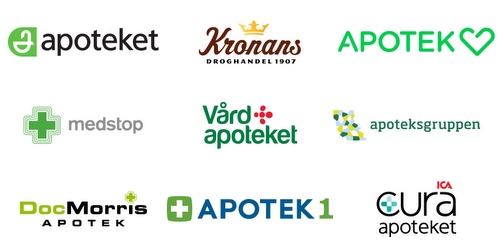 apoteket
Kronans
DROGHANDEL 1907
APOTEK
medstop
Vård
apoteket
apoteksgruppen
DocMorris
APOTEK
APOTEK 1
ICA
cura
apoteket